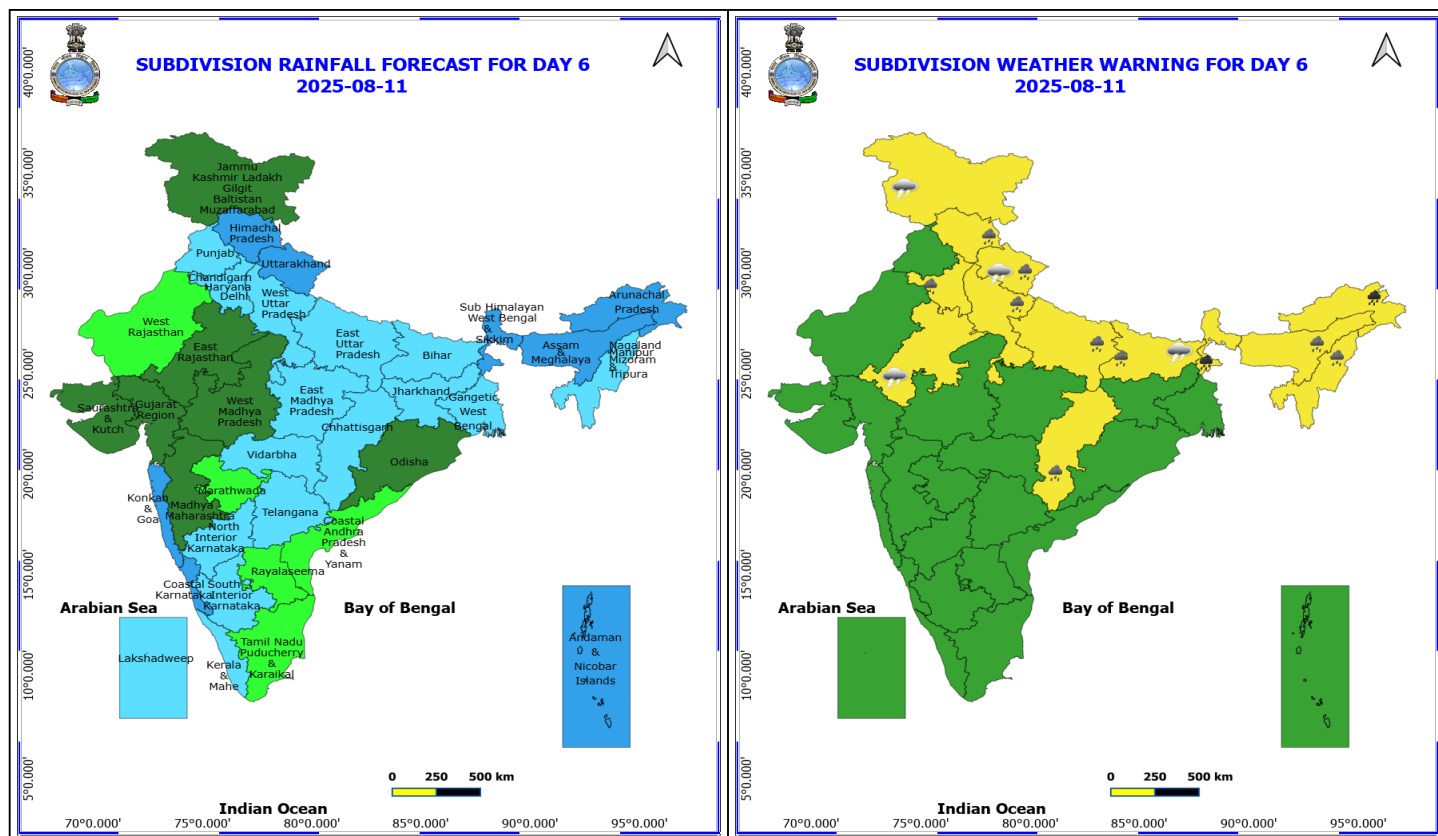 SUBDIVISION RAINFALL FORECAST FOR DAY 6
2025-08-11
40°0.000'
35°0.000'
30°0.000'
25°0.000'
20°0.000'
15°0.000'
10°0.000'
5°0.000'
Jammu
Kashmir Ladakh
Gilgit
Baltistan
Muzaffarabad
Himachal
Pradesh
Punjab
Uttarakhand
Chandigarh
Haryana
Delhi
West
Uttar
Pradesh
West
Rajasthan
East
Rajasthan
East
Uttar
Pradesh
Bihar
Sub Himalayan
West Bengal
&
Sikkim
Arunachal
Pradesh
Assam
&
Meghalaya
Nagaland
Manipur
Mizoram
&
Tripura
Saurashtra
&
Kutch
Gujarat
Region
West
Madhya
Pradesh
East
Madhya
Pradesh
Jharkhand
Gangetic
West
Bengal
Chhattisgarh
Vidarbha
Odisha
Konkan
&
Goa
Madhya
Maharashtra
Marathwada
Telangana
North
Interior
Karnataka
Coastal
Andhra
Pradesh
&
Yanam
Rayalaseema
Coastal
Karnataka
South
Interior
Karnataka
Arabian Sea
Bay of Bengal
Lakshadweep
Kerala
&
Mahe
Tamil Nadu
Puducherry
&
Karaikal
Andaman
&
Nicobar
Islands
0 250 500 km
Indian Ocean
70°0.000' 75°0.000' 80°0.000' 85°0.000' 90°0.000' 95°0.000'
SUBDIVISION WEATHER WARNING FOR DAY 6
2025-08-11
40°0.000'
35°0.000'
30°0.000'
25°0.000'
20°0.000'
15°0.000'
10°0.000'
5°0.000'
Arabian Sea
Bay of Bengal
0 250 500 km
Indian Ocean
70°0.000' 75°0.000' 80°0.000' 85°0.000' 90°0.000' 95°0.000'